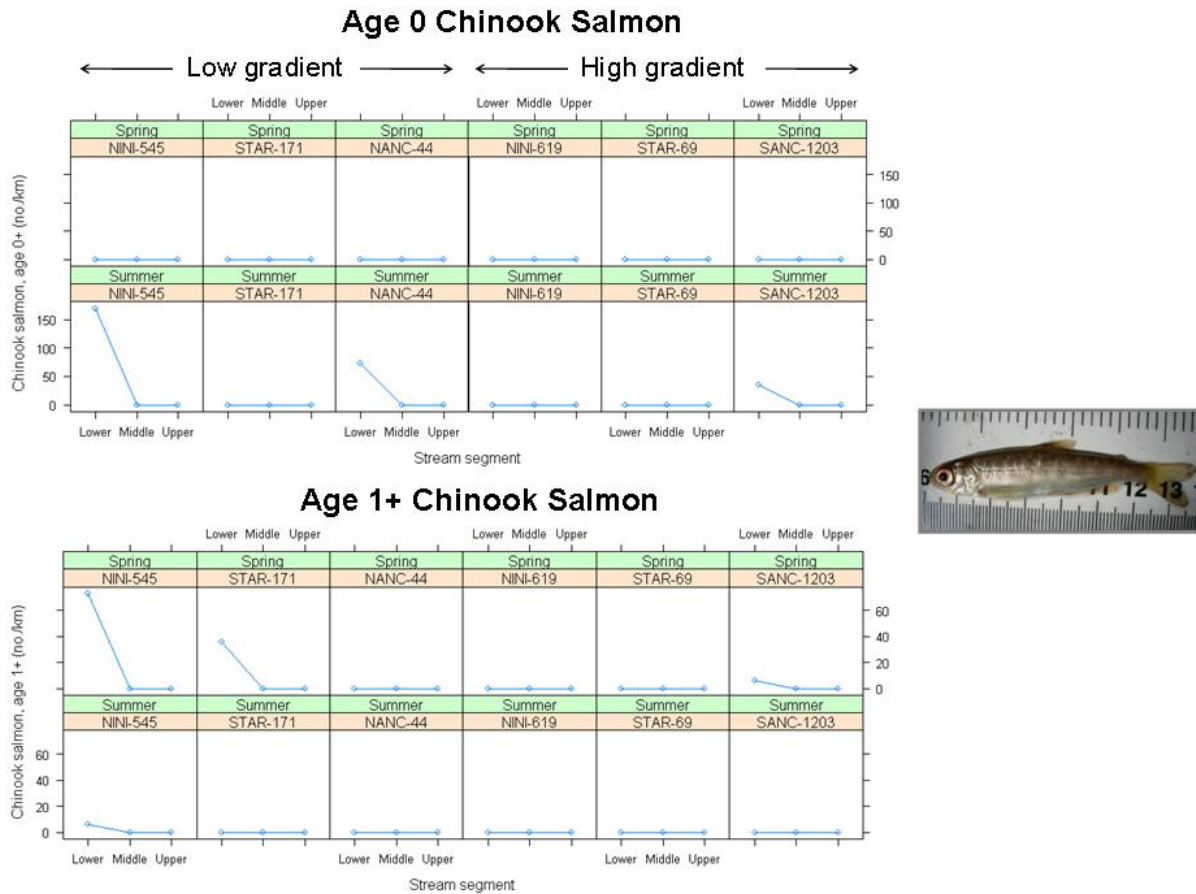 Age 0 Chinook Salmon
Low gradient High gradient
Lower Middle Upper Lower Middle Upper Lower Middle Upper
Spring Spring Spring Spring Spring Spring
NINI-545 STAR-171 NANC-44 NINI-619 STAR-69 SANC-1203
150
100
50
0
Summer Summer Summer Summer Summer Summer
NINI-545 STAR-171 NANC-44 NINI-619 STAR-69 SANC-1203
150
100
50
0
Chinook salmon, age 0+ (no./km)
Lower Middle Upper Lower Middle Upper Lower Middle Upper
Stream segment
6 11 12 13
Age 1+ Chinook Salmon
Lower Middle Upper Lower Middle Upper Lower Middle Upper
Spring Spring Spring Spring Spring Spring
NINI-545 STAR-171 NANC-44 NINI-619 STAR-69 SANC-1203
60
40
20
0
Summer Summer Summer Summer Summer Summer
NINI-545 STAR-171 NANC-44 NINI-619 STAR-69 SANC-1203
60
40
20
0
Chinook salmon, age 1+ (no./km)
Lower Middle Upper Lower Middle Upper Lower Middle Upper
Stream segment